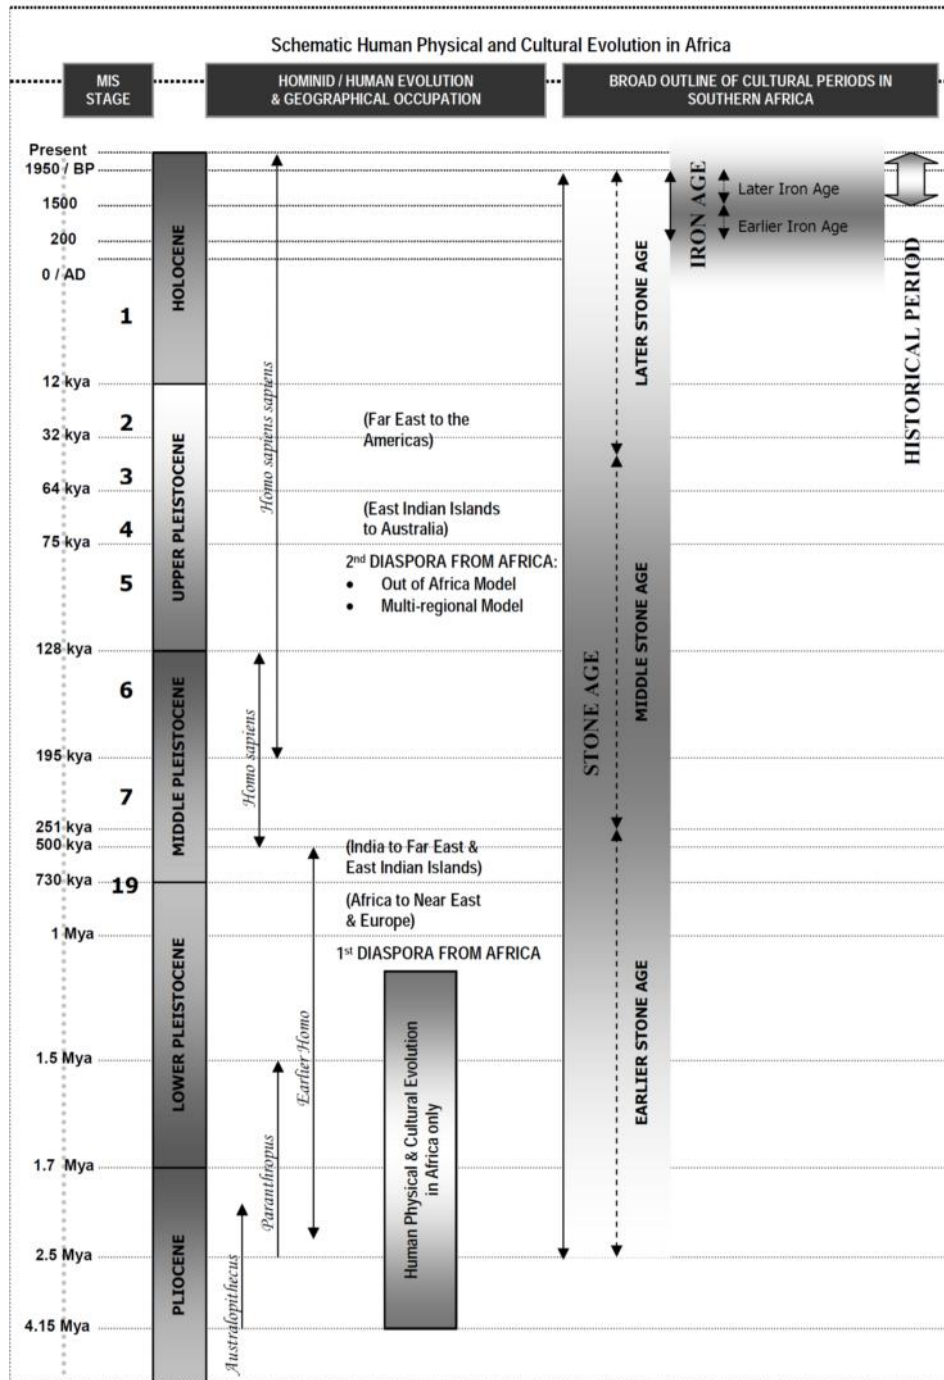 Schematic Human Physical and Cultural Evolution in Africa
MIS
STAGE
HOMINID / HUMAN EVOLUTION
& GEOGRAPHICAL OCCUPATION
BROAD OUTLINE OF CULTURAL PERIODS IN
SOUTHERN AFRICA
Present
1950 / BP
1500
200
0 / AD
12 kya
32 kya
64 kya
75 kya
128 kya
195 kya
251 kya
500 kya
730 kya
1 Mya
1.5 Mya
1.7 Mya
2.5 Mya
4.15 Mya
1
2
3
4
5
6
7
19
HOLOCENE
UPPER PLEISTOCENE
MIDDLE PLEISTOCENE
LOWER PLEISTOCENE
PLIOCENE
Homo sapiens sapiens
Homo sapiens
Earlier Homo
Paranthropus
Australopithecus
(Far East to the
Americas)
(East Indian Islands
to Australia)
2nd DIASPORA FROM AFRICA:
• Out of Africa Model
• Multi-regional Model
(India to Far East &
East Indian Islands)
(Africa to Near East
& Europe)
1st DIASPORA FROM AFRICA
Human Physical & Cultural Evolution
in Africa only
STONE AGE
LATER STONE AGE
MIDDLE STONE AGE
EARLIER STONE AGE
IRON AGE
Later Iron Age
Earlier Iron Age
HISTORICAL PERIOD